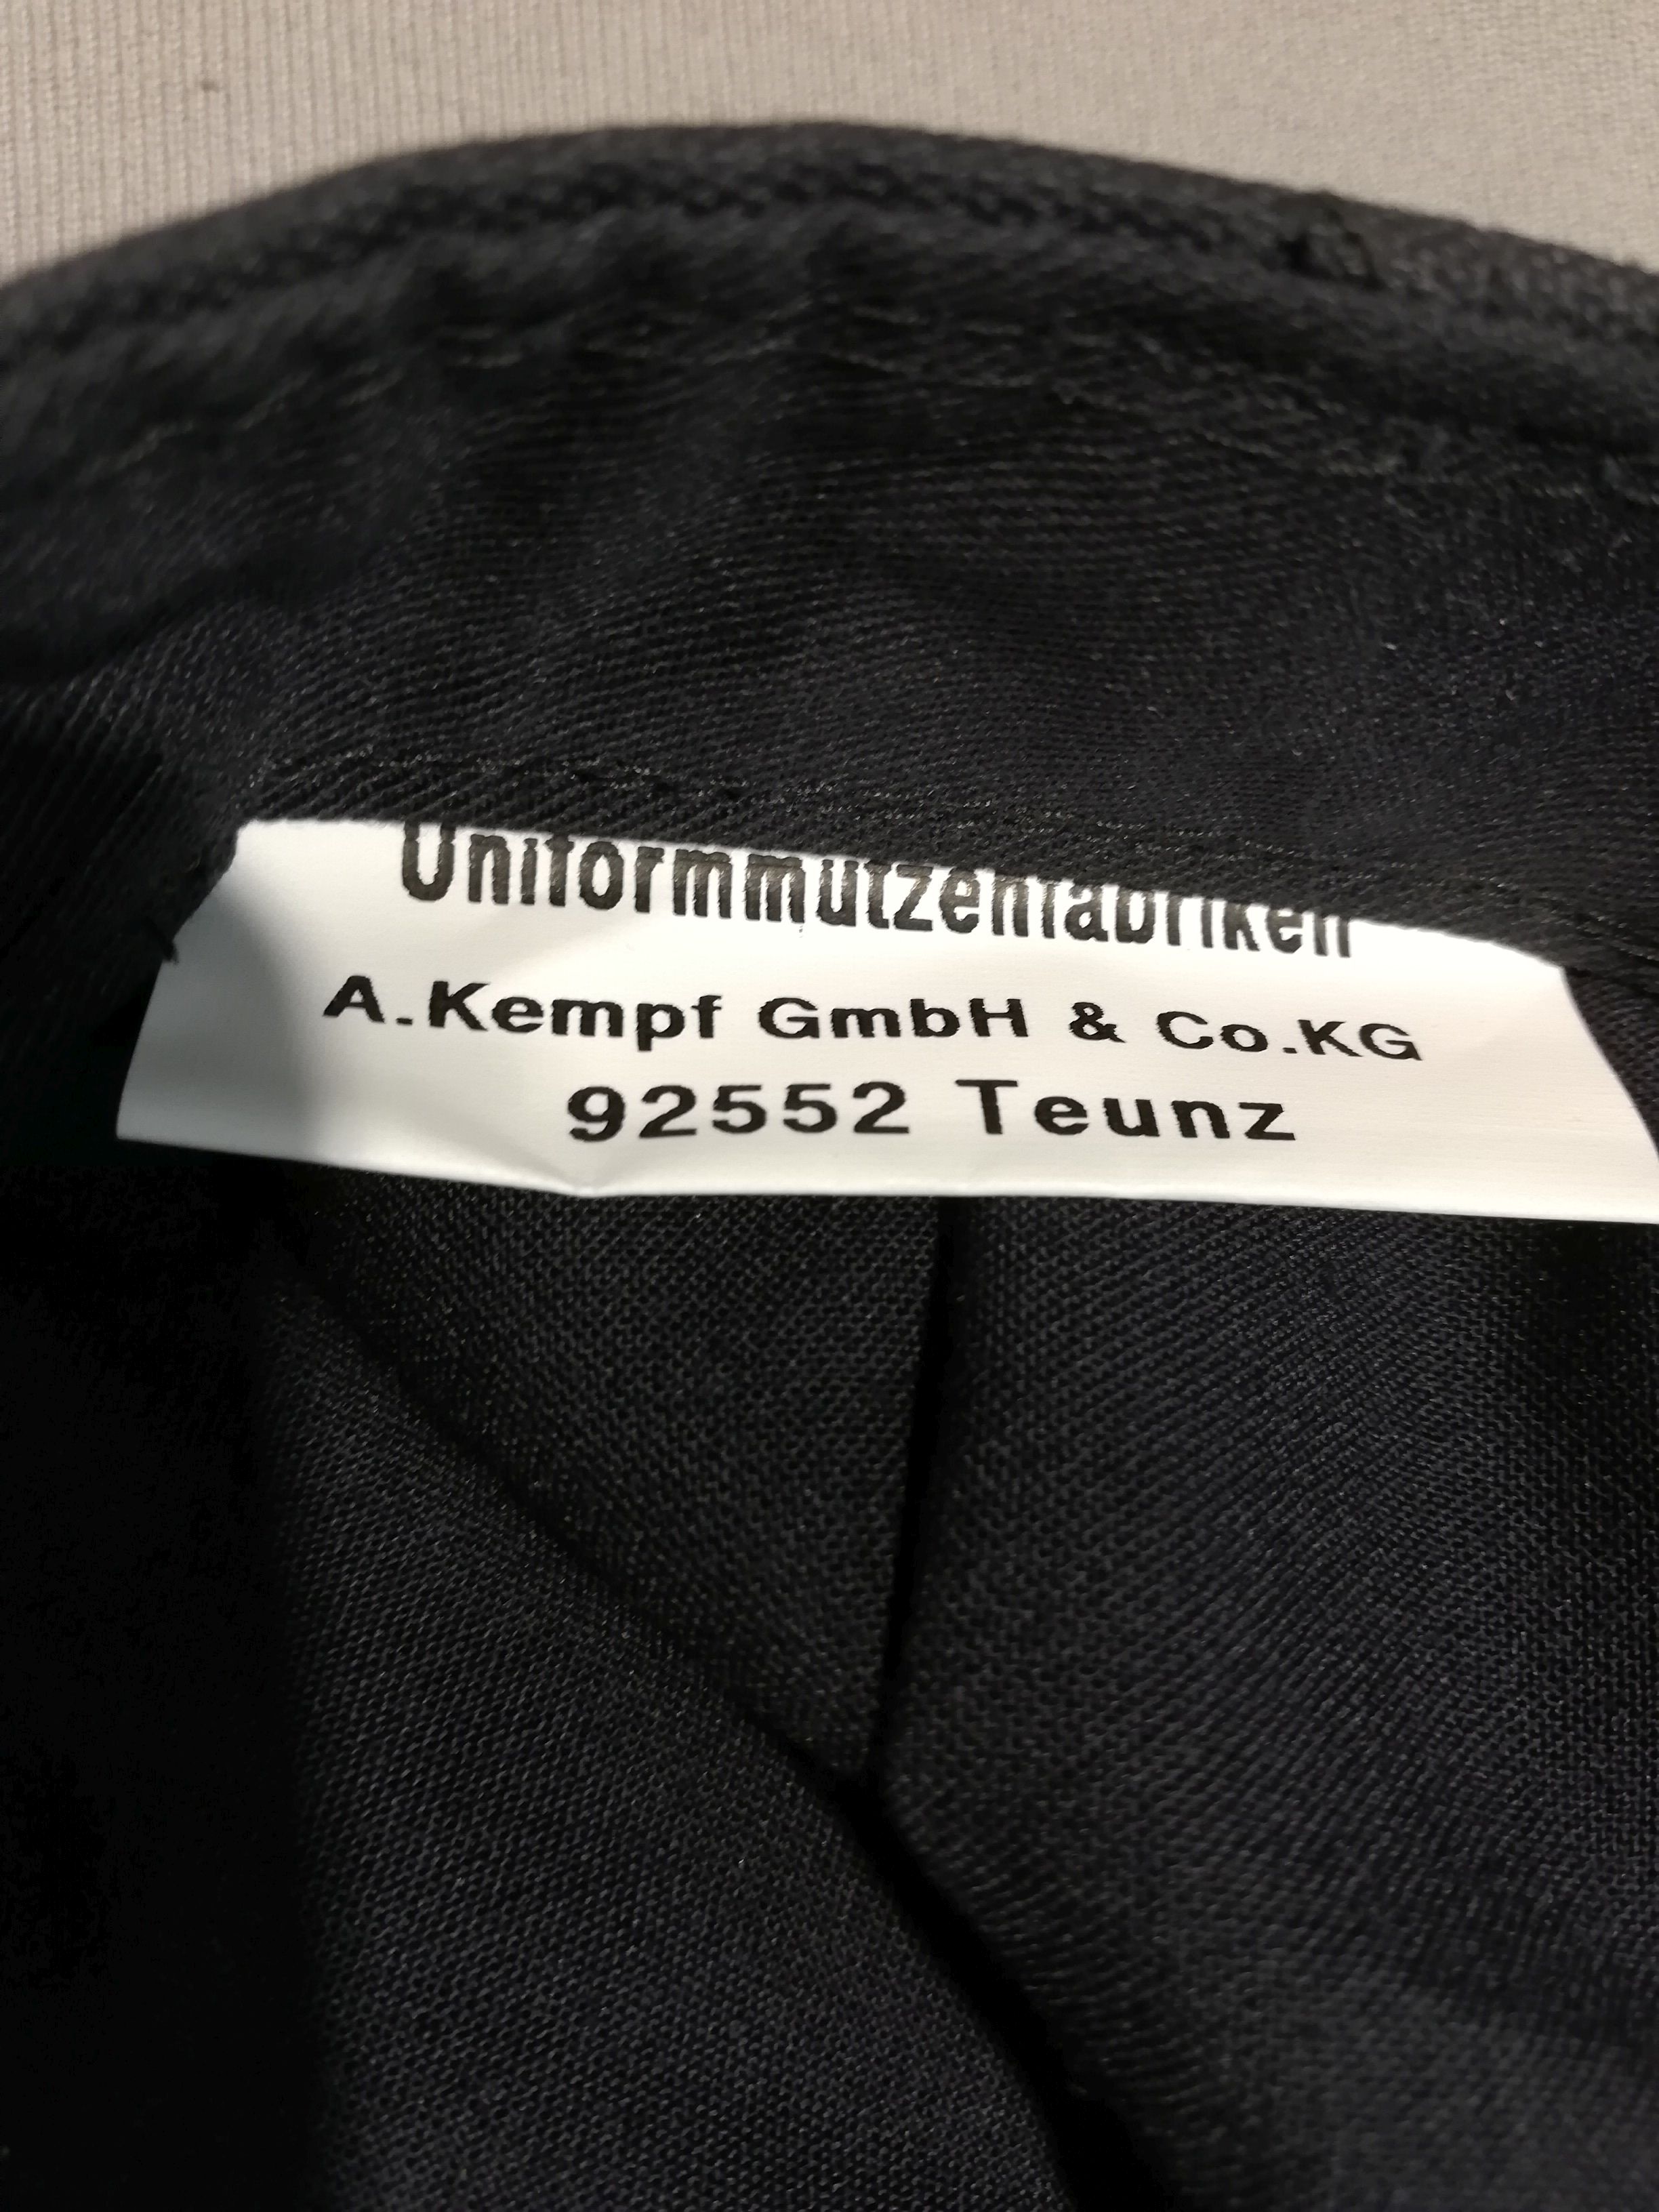 Uniformmützenfabriken
A.Kempf GmbH & Co.KG
92552 Teunz